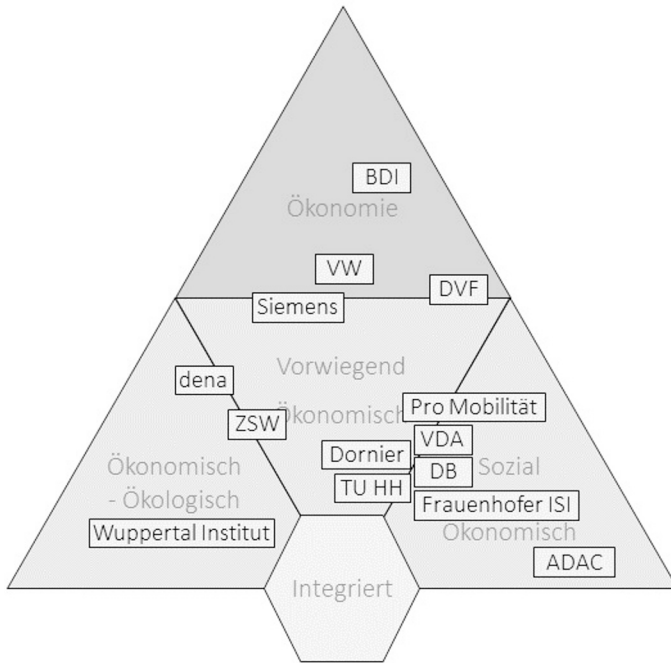 BDI
Ökonomie
VW
DVF
Siemens
Vorwiegend
dena
Ökonomisch
Pro Mobilität
ZSW
VDA
Dornier
Ökonomisch
- Ökologisch
DB
Sozial
TU HH
Frauenhofer ISI
Wuppertal Institut
Ökonomisch
ADAC
Integriert